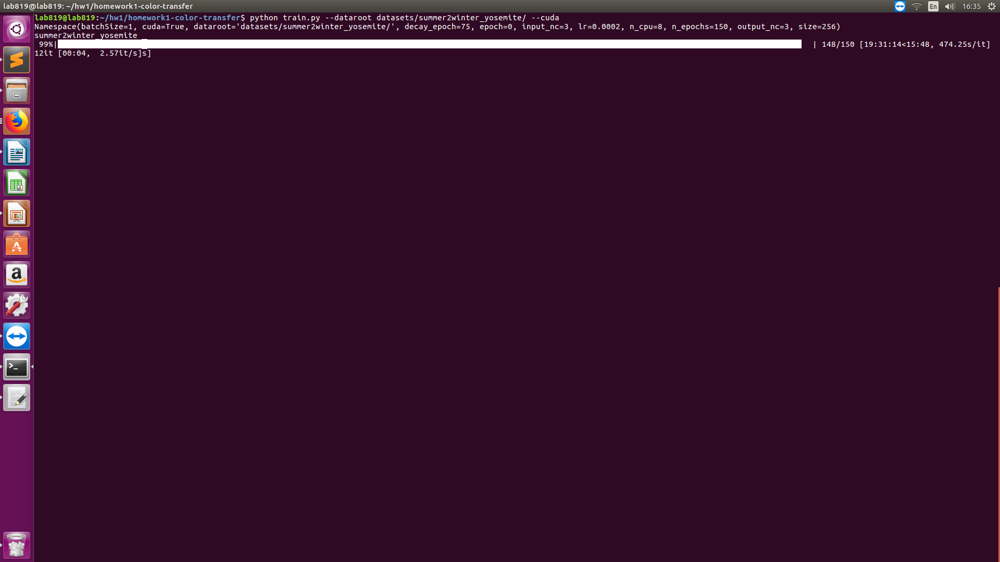 lab819@lab819: ~/hw1/homework1-color-transfer
En
16:35
lab819@lab819:~/hw1/homework1-color-transfer$ python train.py --dataroot datasets/summer2winter_yosemite/ --cuda
Namespace(batchSize=1, cuda=True, dataroot='datasets/summer2winter_yosemite/', decay_epoch=75, epoch=0, input_nc=3, lr=0.0002, n_cpu=8, n_epochs=150, output_nc=3, size=256)
summer2winter_yosemite
99%| | 148/150 [19:31:14<15:48, 474.25s/it]
12it [00:04, 2.57it/s]s]